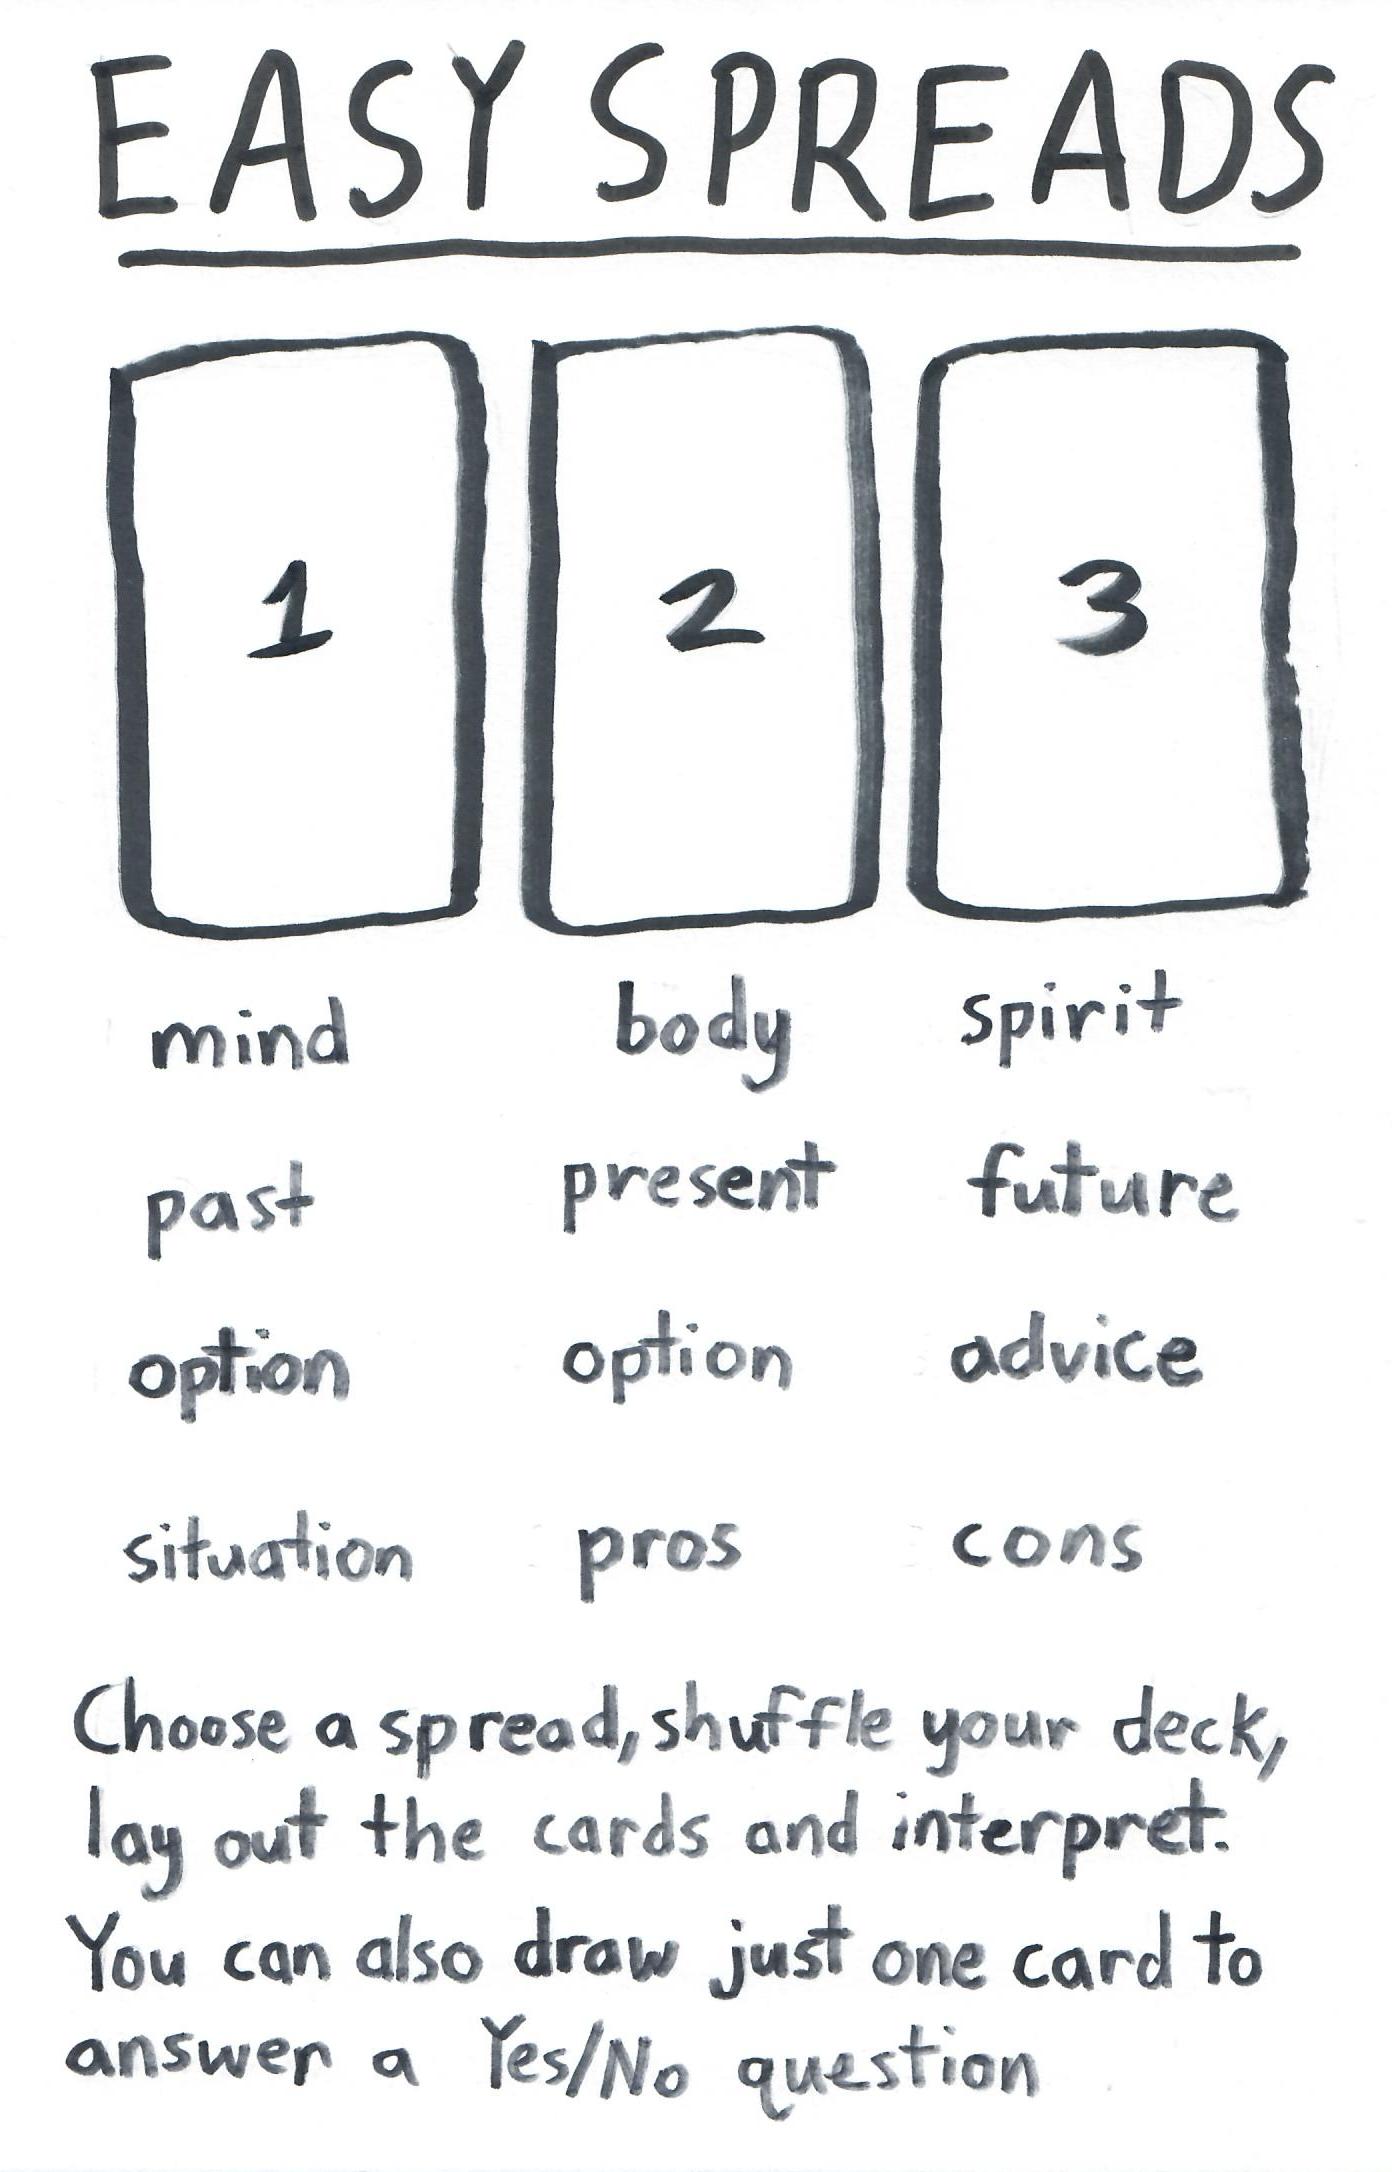 EASY SPREADS
1 2 3
mind body spirit
past present future
option option advice
situation pros cons
Choose a spread, shuffle your deck,
lay out the cards and interpret.
You can also draw just one card to
answer a Yes/No question